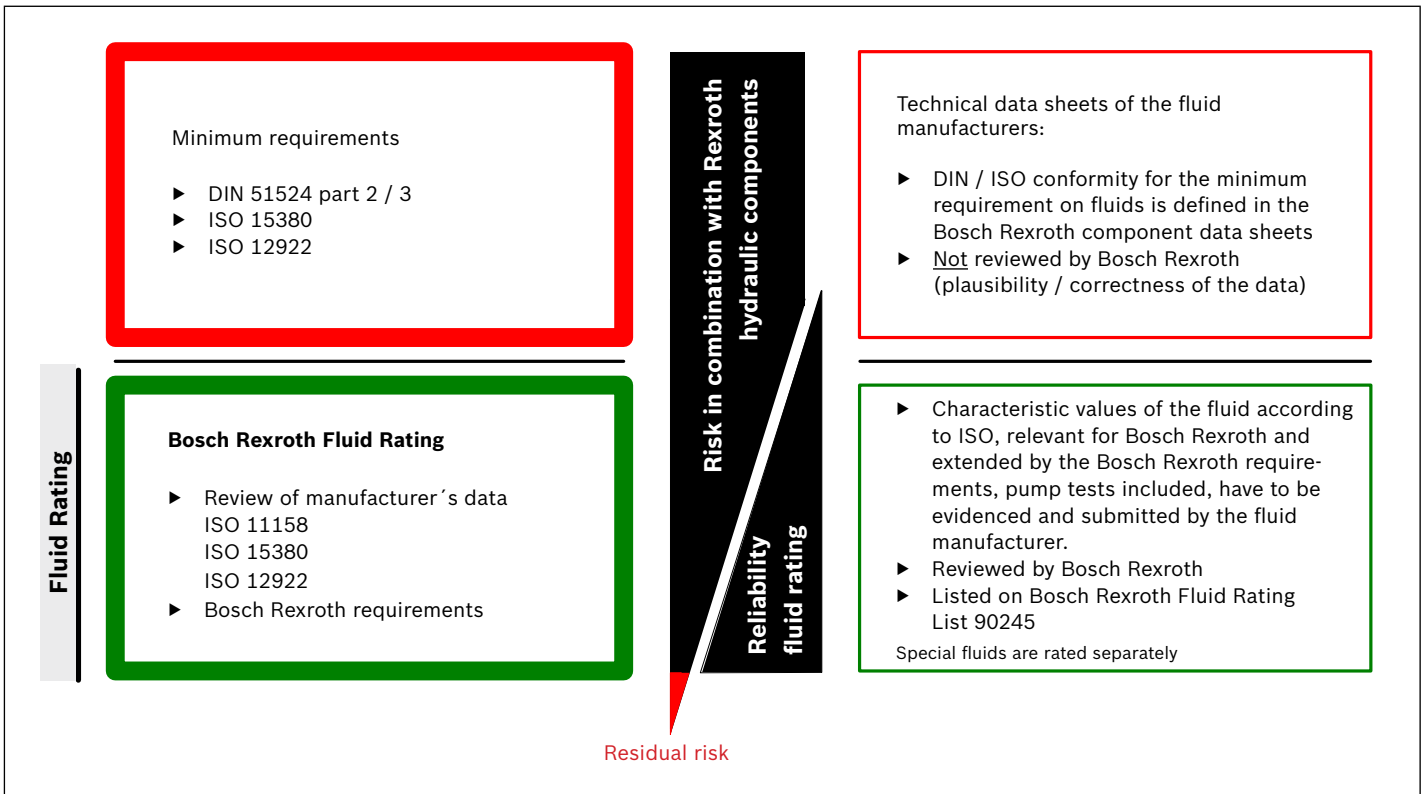 Minimum requirements
► DIN 51524 part 2 / 3
► ISO 15380
► ISO 12922
Risk in combination with Rexroth
hydraulic components
Technical data sheets of the fluid
manufacturers:
► DIN / ISO conformity for the minimum
requirement on fluids is defined in the
Bosch Rexroth component data sheets
► Not reviewed by Bosch Rexroth
(plausibility / correctness of the data)
Fluid Rating
Bosch Rexroth Fluid Rating
► Review of manufacturer´s data
ISO 11158
ISO 15380
ISO 12922
► Bosch Rexroth requirements
Reliability
fluid rating
► Characteristic values of the fluid according
to ISO, relevant for Bosch Rexroth and
extended by the Bosch Rexroth require-
ments, pump tests included, have to be
evidenced and submitted by the fluid
manufacturer.
► Reviewed by Bosch Rexroth
► Listed on Bosch Rexroth Fluid Rating
List 90245
Special fluids are rated separately
Residual risk